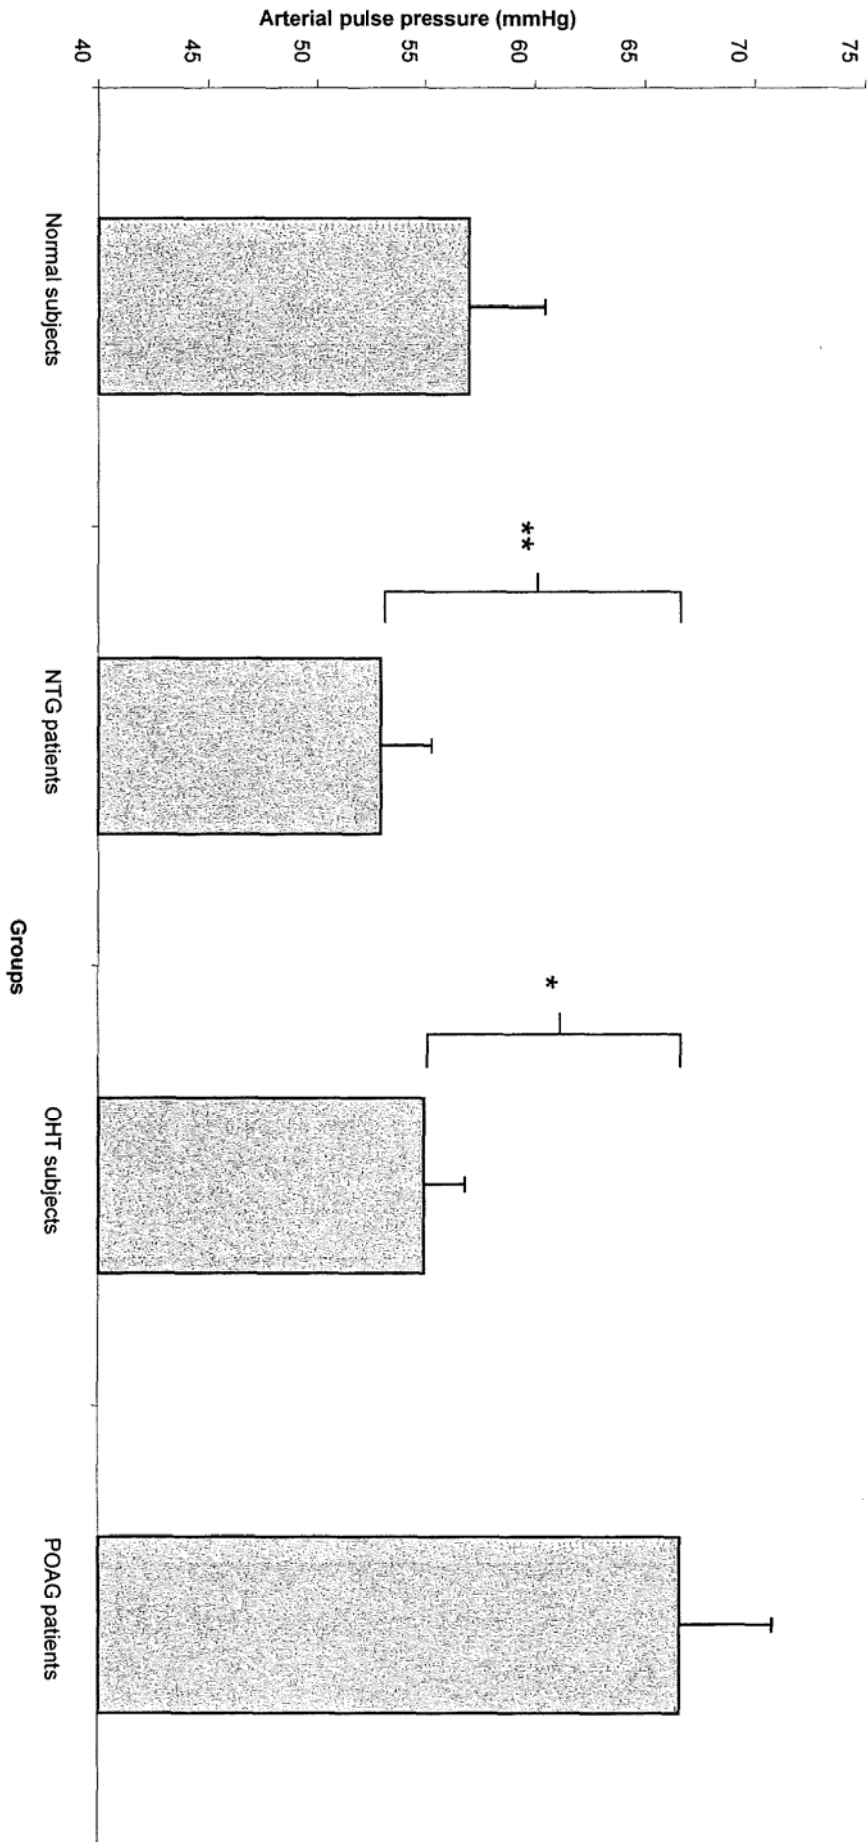 Arterial pulse pressure (mmHg)
75
70
65
60
55
50
45
40
**
*
Normal subjects
NTG patients
OHT subjects
POAG patients
Groups